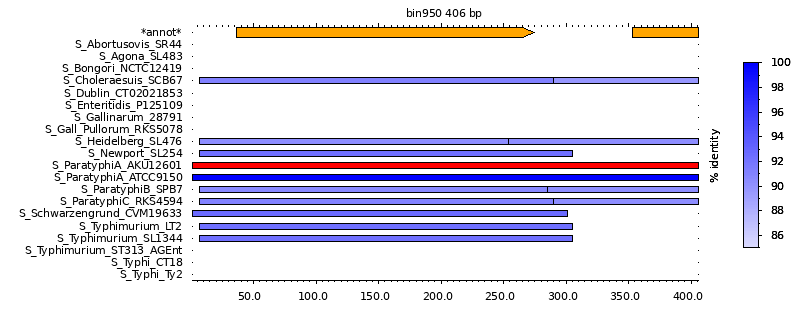 bin950 406 bp
*annot*
S_Abortusovis_SR44
S_Agona_SL483
S_Bongori_NCTC12419
S_Choleraesuis_SCB67
S_Dublin_CT02021853
S_Enteritidis_P125109
S_Gallinarum_28791
S_Gall_Pullorum_RKS5078
S_Heidelberg_SL476
S_Newport_SL254
S_ParatyphiA_AKU12601
S_ParatyphiA_ATCC9150
S_ParatyphiB_SPB7
S_ParatyphiC_RKS4594
S_Schwarzengrund_CVM19633
S_Typhimurium_LT2
S_Typhimurium_SL1344
S_Typhimurium_ST313_AGEnt
S_Typhi_CT18
S_Typhi_Ty2
50.0 100.0 150.0 200.0 250.0 300.0 350.0 400.0
% identity
100
98
96
94
92
90
88
86